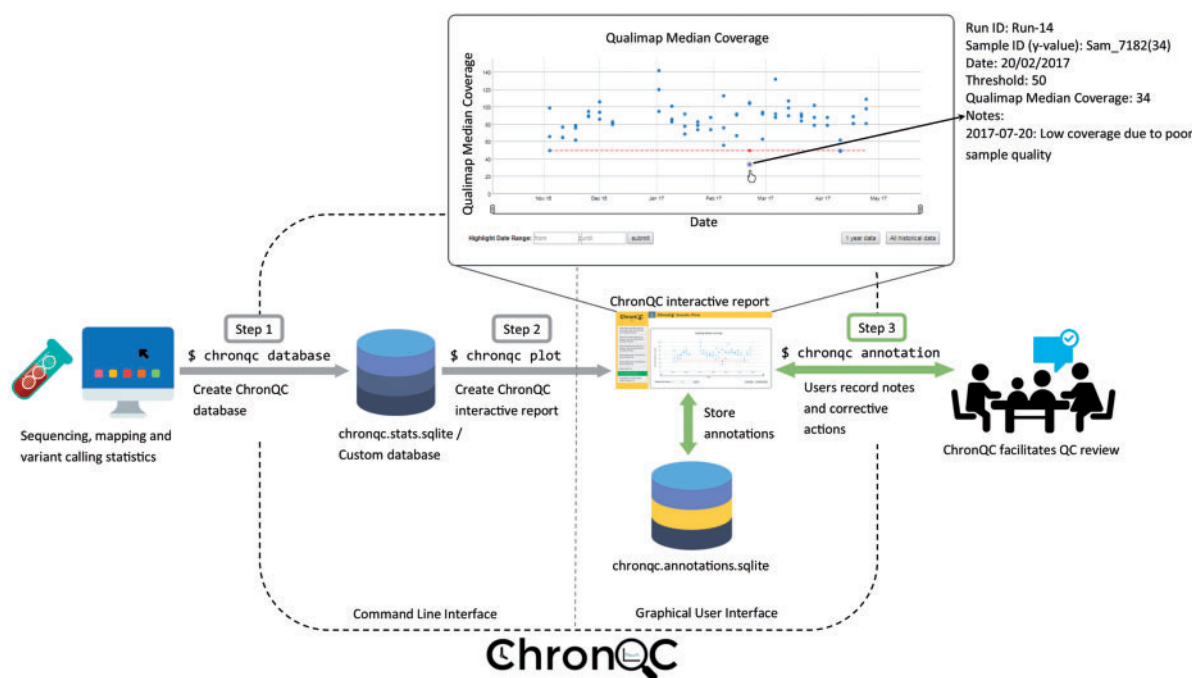 Qualimap Median Coverage
Qualimap Median Coverage
140
120
100
80
60
40
20
0
Nov 16
Dec 16
Jan 17
Feb 17
Mar 17
Apr 17
May 17
Date
Highlight Date Range: from until submit
1 year data
All historical data
Run ID: Run-14
Sample ID (y-value): Sam_7182(34)
Date: 20/02/2017
Threshold: 50
Qualimap Median Coverage: 34
Notes:
2017-07-20: Low coverage due to poor
sample quality
Sequencing, mapping and
variant calling statistics
Step 1
$ chronqc database
Create ChronQC
database
chronqc.stats.sqlite /
Custom database
Step 2
$ chronqc plot
Create ChronQC
interactive report
ChronQC interactive report
ChronQC
Store
annotations
chronqc.annotations.sqlite
Step 3
$ chronqc annotation
Users record notes
and corrective
actions
ChronQC facilitates QC review
Command Line Interface
Graphical User Interface
ChronQC